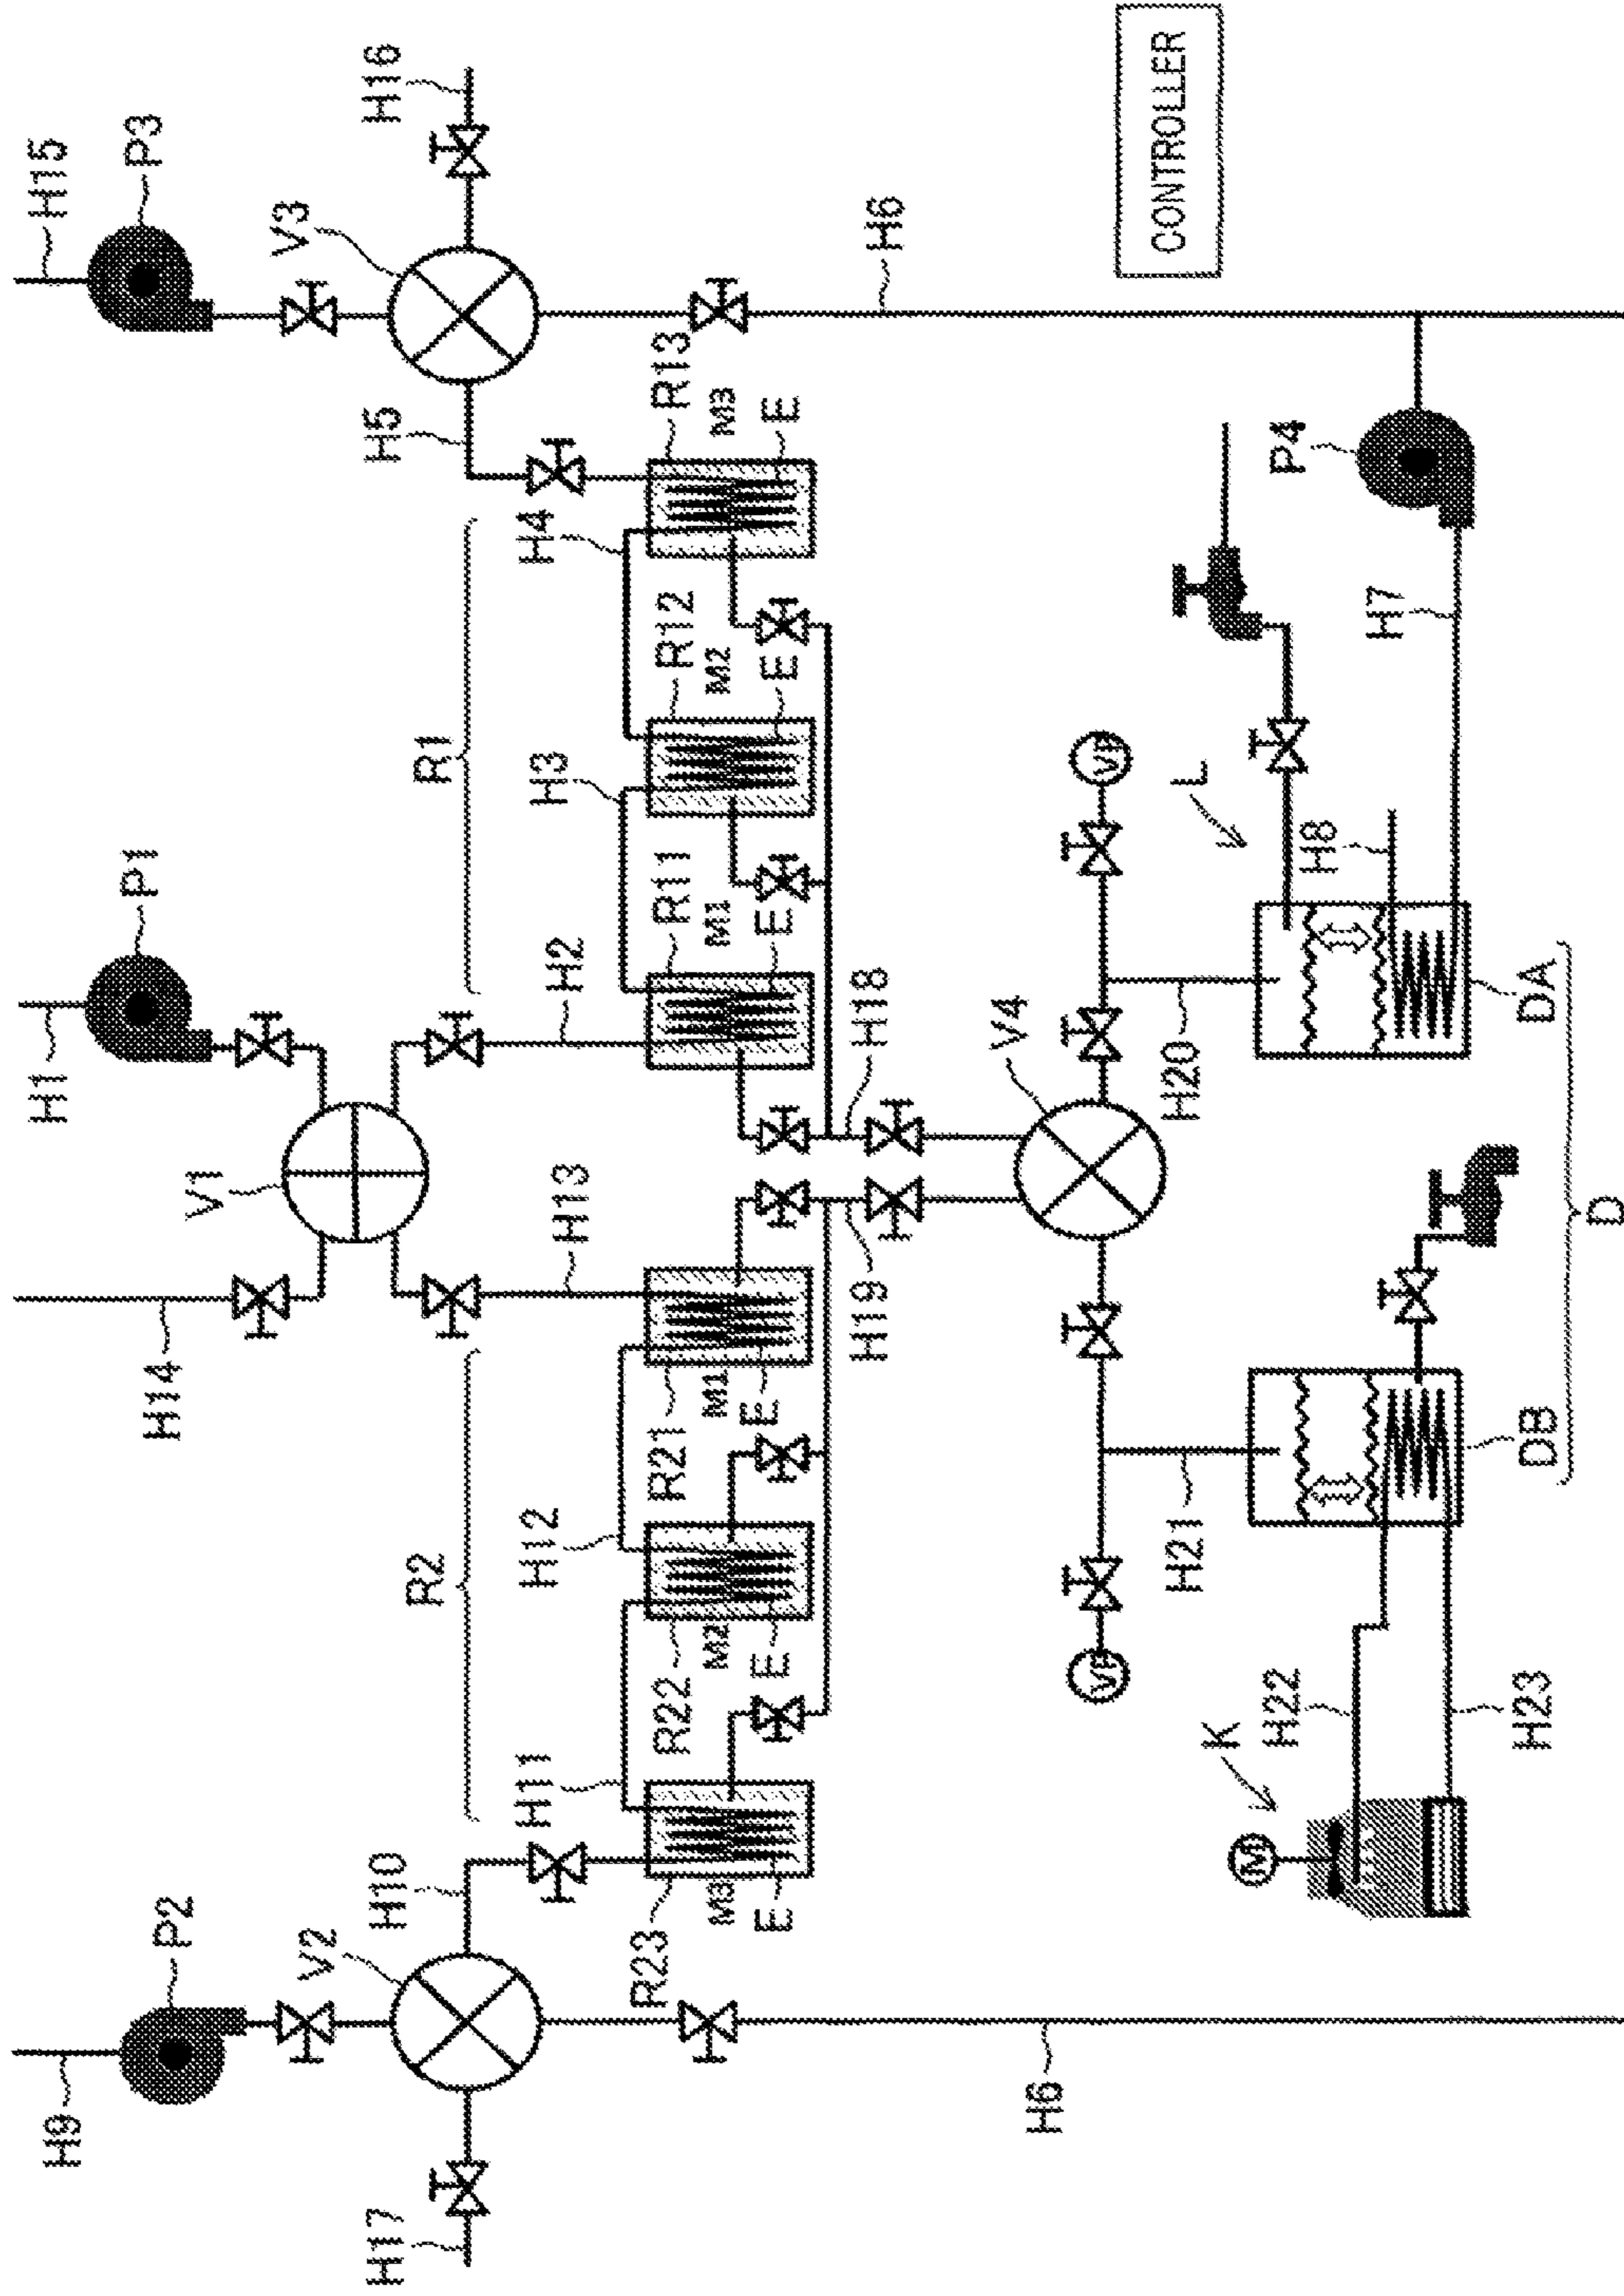 H9
P2
H17
V2
H10
H11
R2
H12
H14
V1
H13
H1
P1
H2
R1
H3
H4
H5
H15
P3
V3
H16
R23
M3
E
R22
M2
E
R21
M1
E
R11
M1
E
R12
M2
E
R13
M3
E
H6
H6
H19
H18
V4
VP
VP
H21
H20
K
M
H22
H23
DB
DA
D
L
H8
H7
P4
CONTROLLER